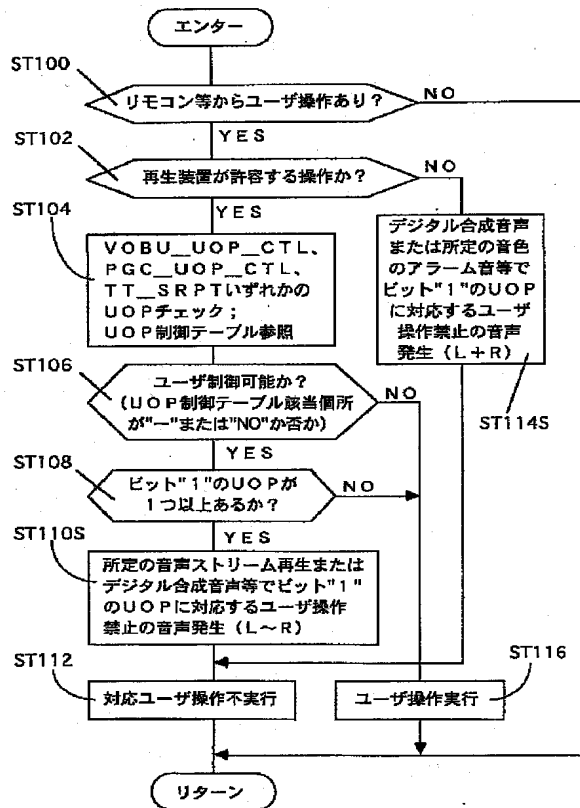 エンター
ST100
リモコン等からユーザ操作あり？
NO
YES
ST102
再生装置が許容する操作か？
NO
YES
ST104
VOBU__UOP__CTL、
PGC__UOP__CTL、
TT__SRPTいずれかの
UOPチェック；
UOP制御テーブル参照
デジタル合成音声
または所定の音色
のアラーム音等で
ビット"1"のUOP
に対応するユーザ
操作禁止の音声
発生（L＋R）
ST114S
ST106
ユーザ制御可能か？
（UOP制御テーブル該当個所
が"ー"または"NO"か否か）
NO
YES
ST108
ビット"1"のUOPが
1つ以上あるか？
NO
YES
ST110S
所定の音声ストリーム再生または
デジタル合成音声等でビット"1"
のUOPに対応するユーザ操作
禁止の音声発生（L～R）
ST112
対応ユーザ操作不実行
ST116
ユーザ操作実行
リターン